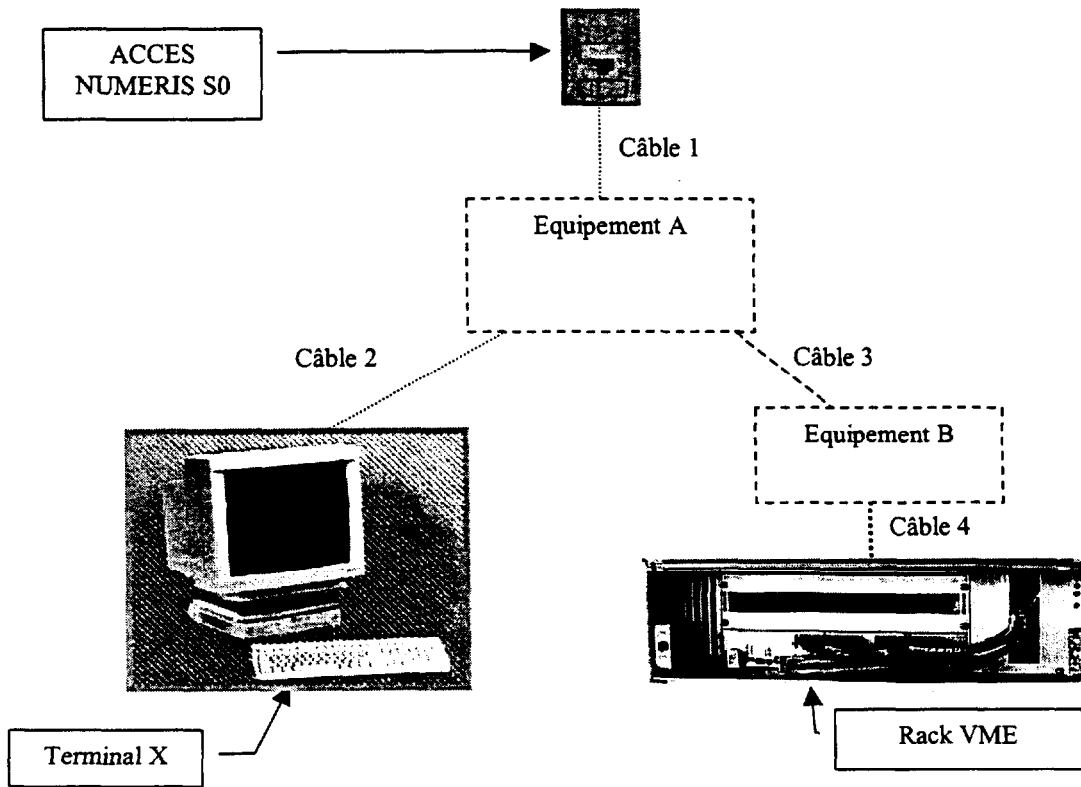 ACCES
NUMERIS S0
Câble 1
Equipement A
Câble 2
Câble 3
Equipement B
Câble 4
Terminal X
Rack VME